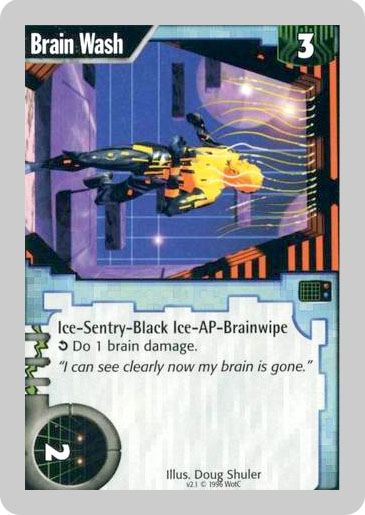 Brain Wash
3
Ice-Sentry-Black Ice-AP-Brainwipe
Do 1 brain damage.
“I can see clearly now my brain is gone.”
2
Illus. Doug Shuler
v2.1 © 1996 WotC